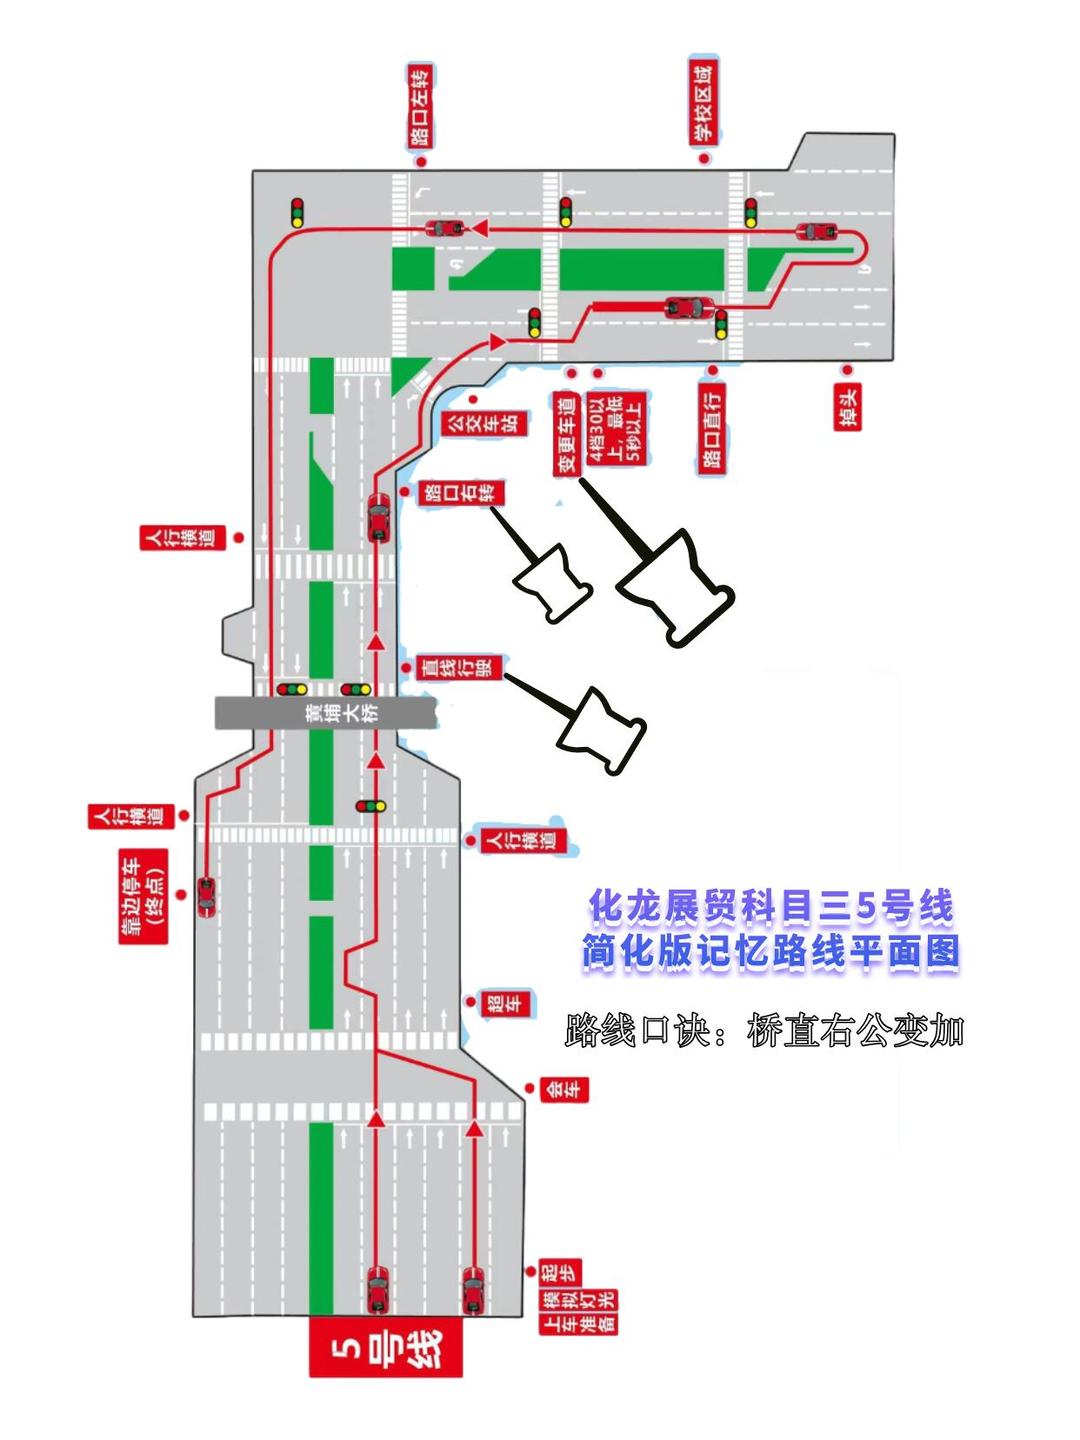 路口左转
学校区域
公交车站
变更车道
4档30以
上，最低
5秒以上
路口直行
掉头
路口右转
人行横道
直线行驶
黄埔大桥
人行横道
人行横道
靠边停车
（终点）
化龙展贸科目三5号线
简化版记忆路线平面图
超车
路线口诀：桥直右公变加
会车
起步
模拟灯光
上车准备
5号线